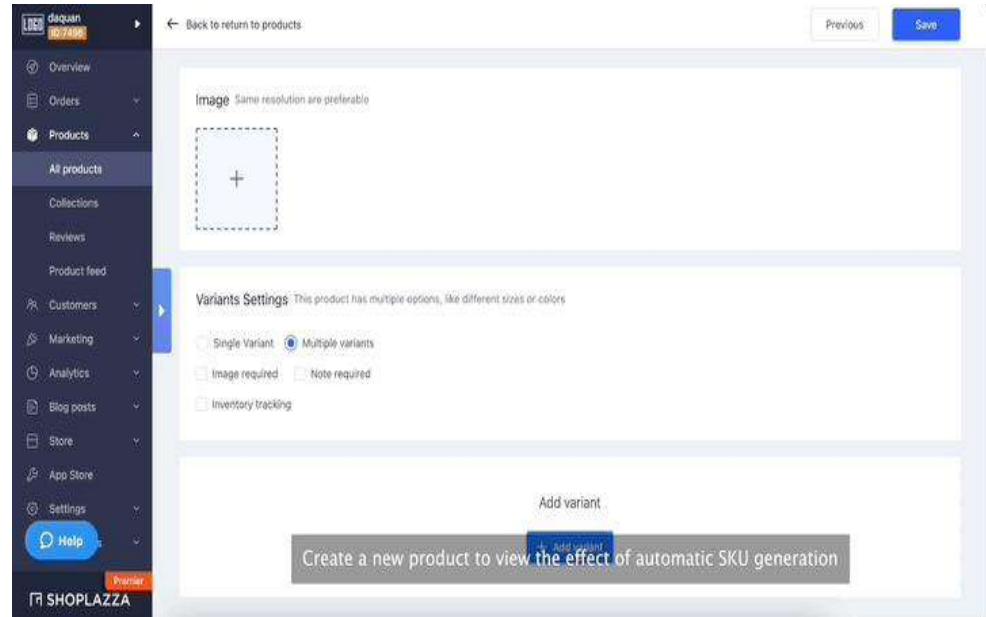 LOGO
daquan
ID:7456
Back to return to products
Previous
Save
Overview
Orders
Products
All products
Collections
Reviews
Product feed
Customers
Marketing
Analytics
Blog posts
Store
App Store
Settings
Help
Premier
SHOPLAZZA
Image Same resolution are preferable
Variants Settings This product has multiple options, like different sizes or colors
Single Variant Multiple variants
Image required Note required
Inventory tracking
Add variant
Add variant
Create a new product to view the effect of automatic SKU generation